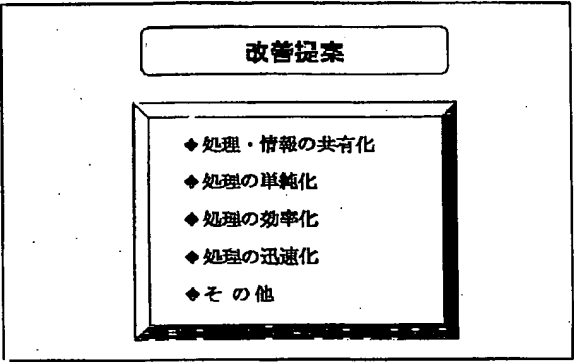 改善提案
◆処理・情報の共有化
◆処理の単純化
◆処理の効率化
◆処理の迅速化
◆その他